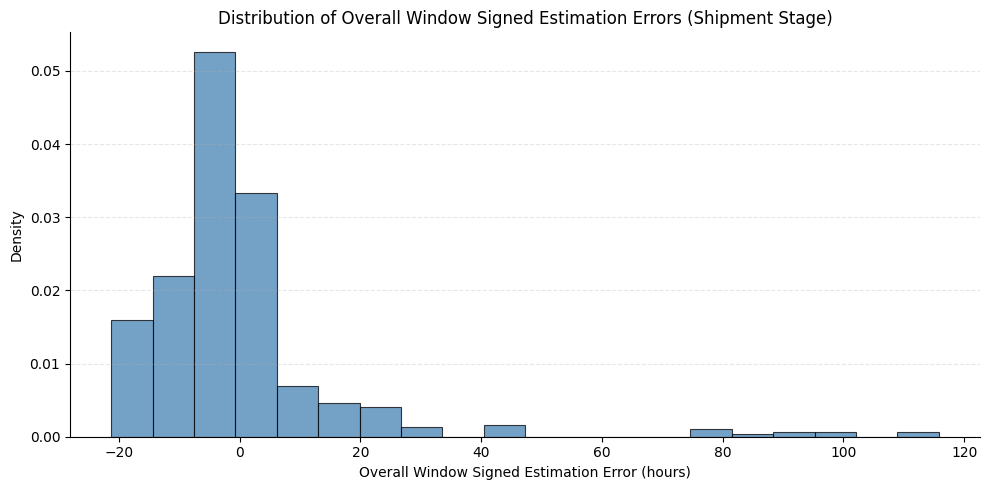 Distribution of Overall Window Signed Estimation Errors (Shipment Stage)
Density
0.05
0.04
0.03
0.02
0.01
0.00
−20 0 20 40 60 80 100 120
Overall Window Signed Estimation Error (hours)